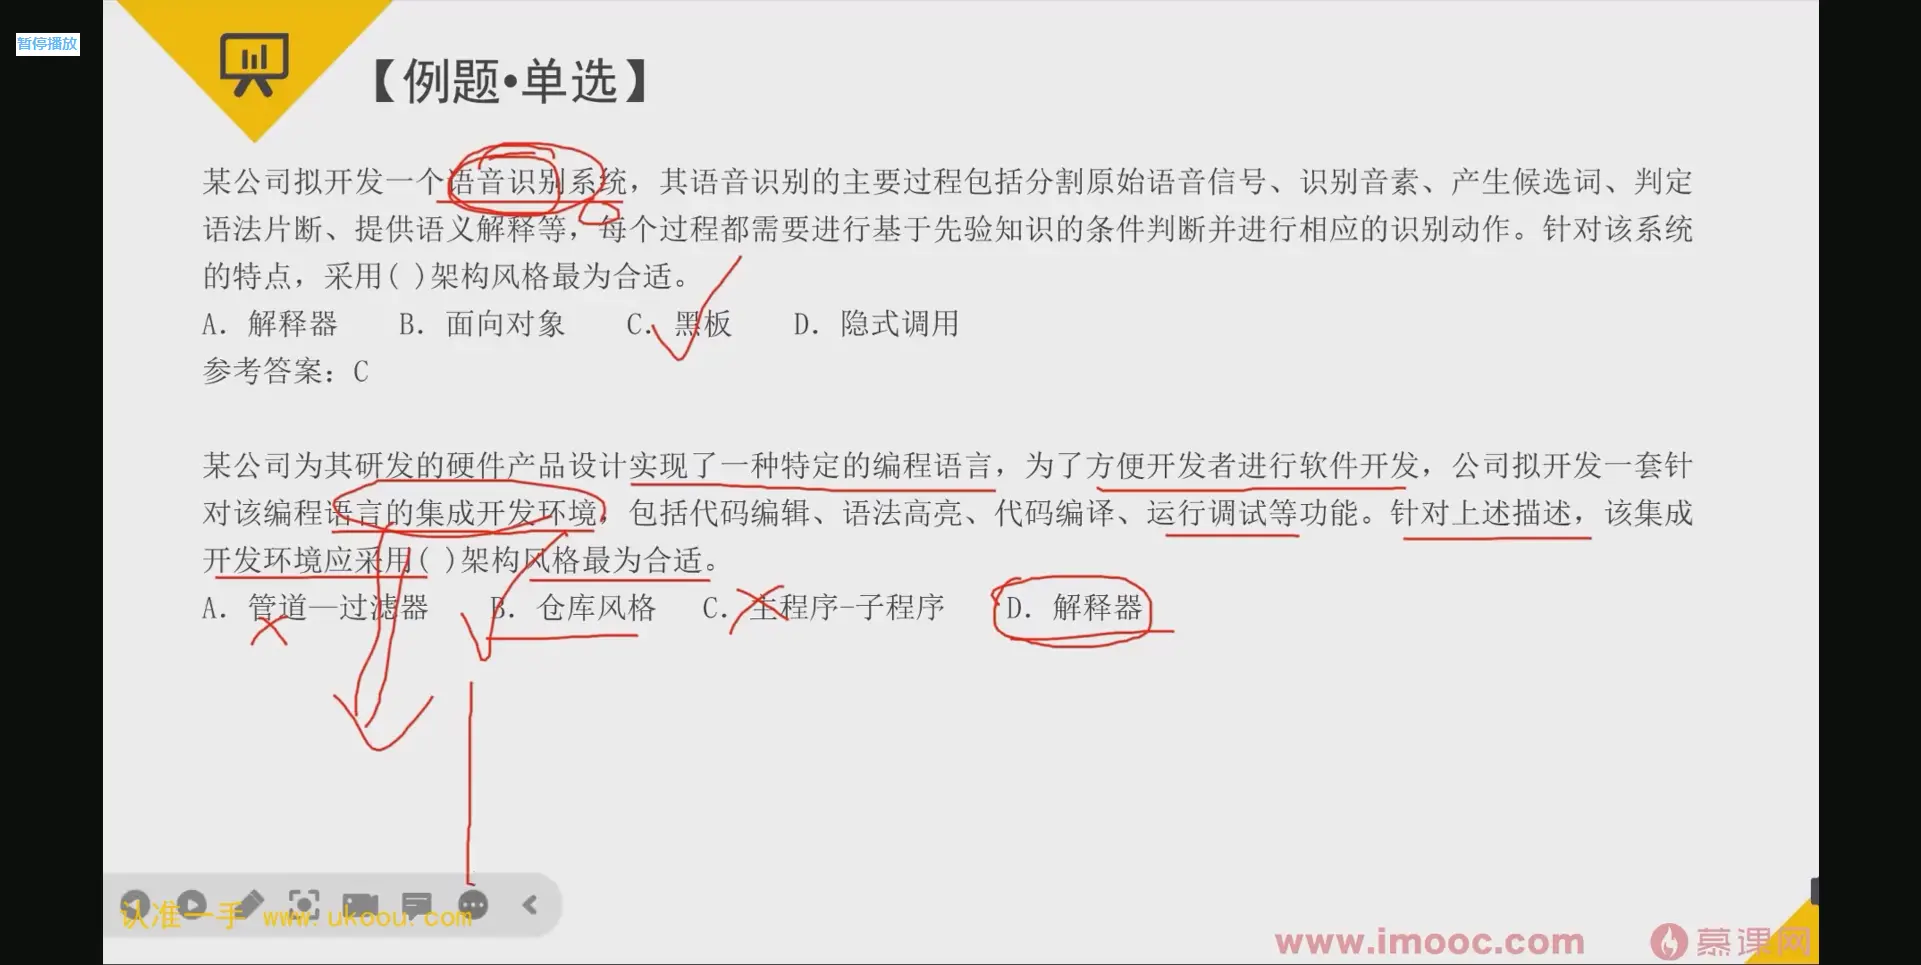 暂停播放
【例题•单选】
某公司拟开发一个语音识别系统，其语音识别的主要过程包括分割原始语音信号、识别音素、产生候选词、判定
语法片断、提供语义解释等，每个过程都需要进行基于先验知识的条件判断并进行相应的识别动作。针对该系统
的特点，采用( )架构风格最为合适。
A. 解释器 B. 面向对象 C. 黑板 D. 隐式调用
参考答案：C
某公司为其研发的硬件产品设计实现了一种特定的编程语言，为了方便开发者进行软件开发，公司拟开发一套针
对该编程语言的集成开发环境，包括代码编辑、语法高亮、代码编译、运行调试等功能。针对上述描述，该集成
开发环境应采用( )架构风格最为合适。
A. 管道—过滤器 B. 仓库风格 C. 主程序-子程序 D. 解释器
认准一手 www.ukoou.com
www.imooc.com 慕课网